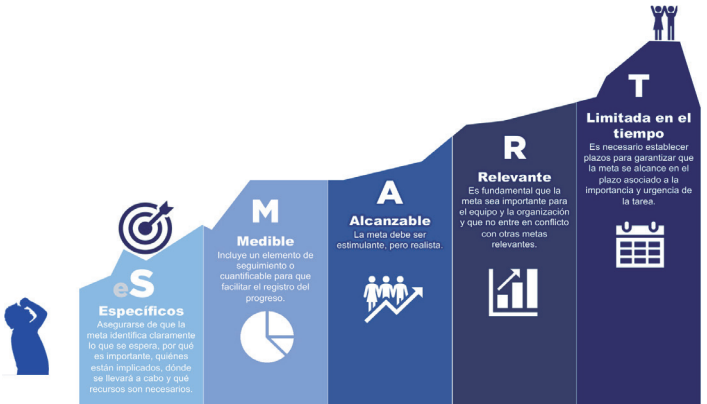 eS
Específicos
Asegurarse de que la
meta identifica claramente
lo que se espera, por qué
es importante, quiénes
están implicados, dónde
se llevará a cabo y qué
recursos son necesarios.
M
Medible
Incluye un elemento de
seguimiento o
cuantificable para que
facilitar el registro del
progreso.
A
Alcanzable
La meta debe ser
estimulante, pero realista.
R
Relevante
Es fundamental que la
meta sea importante para
el equipo y la organización
y que no entre en conflicto
con otras metas
relevantes.
T
Limitada en el
tiempo
Es necesario establecer
plazos para garantizar que
la meta se alcance en el
plazo asociado a la
importancia y urgencia de
la tarea.